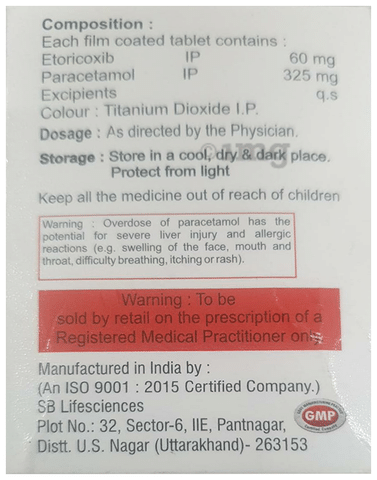 Composition :
Each film coated tablet contains :
Etoricoxib IP 60 mg
Paracetamol IP 325 mg
Excipients q.s
Colour : Titanium Dioxide I.P.
Dosage : As directed by the Physician.
Storage : Store in a cool, dry & dark place.
Protect from light
Keep all the medicine out of reach of children
Warning : Overdose of paracetamol has the
potential for severe liver injury and allergic
reactions (e.g. swelling of the face, mouth and
throat, difficulty breathing, itching or rash).
Warning : To be
sold by retail on the prescription of a
Registered Medical Practitioner only
Manufactured in India by :
(An ISO 9001 : 2015 Certified Company.)
SB Lifesciences
Plot No.: 32, Sector-6, IIE, Pantnagar,
Distt. U.S. Nagar (Uttarakhand)- 263153
GMP